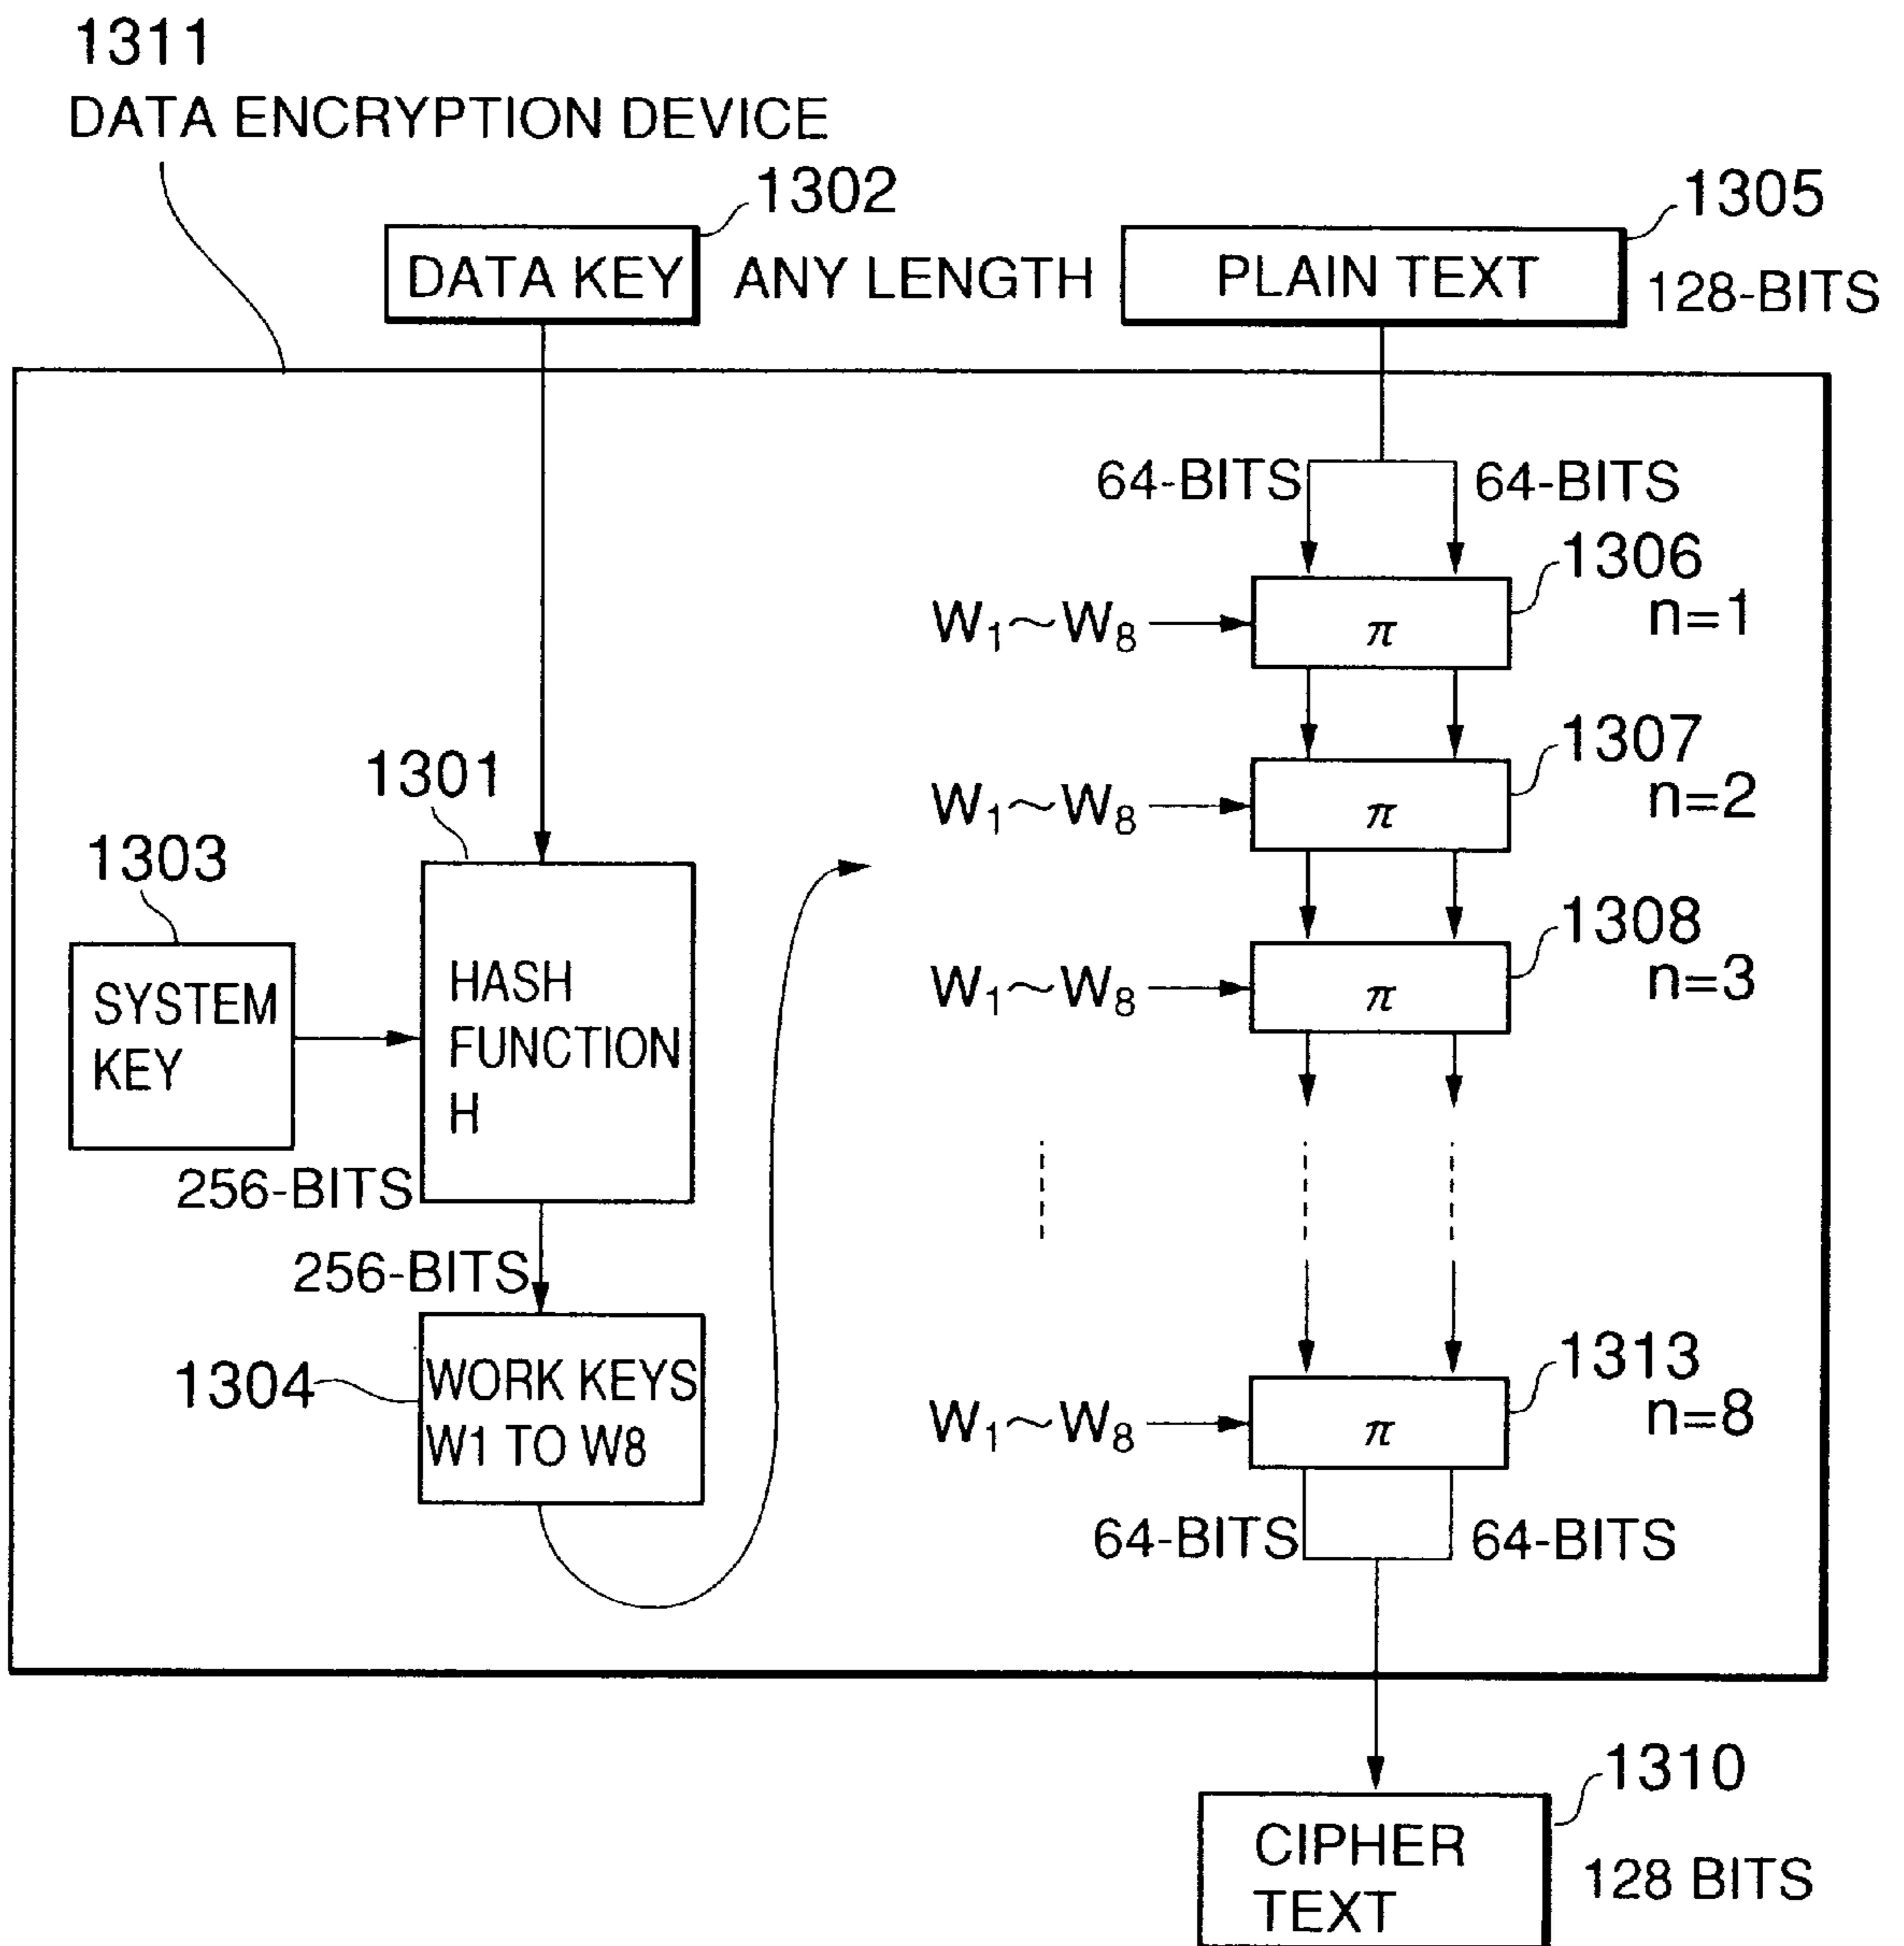 1311
DATA ENCRYPTION DEVICE
1302
DATA KEY
ANY LENGTH
1305
PLAIN TEXT
128-BITS
64-BITS
64-BITS
1306
n=1
W₁~W₈
π
1307
n=2
W₁~W₈
π
1301
1303
SYSTEM
KEY
256-BITS
HASH
FUNCTION
H
1308
n=3
W₁~W₈
π
256-BITS
1304
WORK KEYS
W1 TO W8
1313
n=8
W₁~W₈
π
64-BITS
64-BITS
1310
CIPHER
TEXT
128 BITS